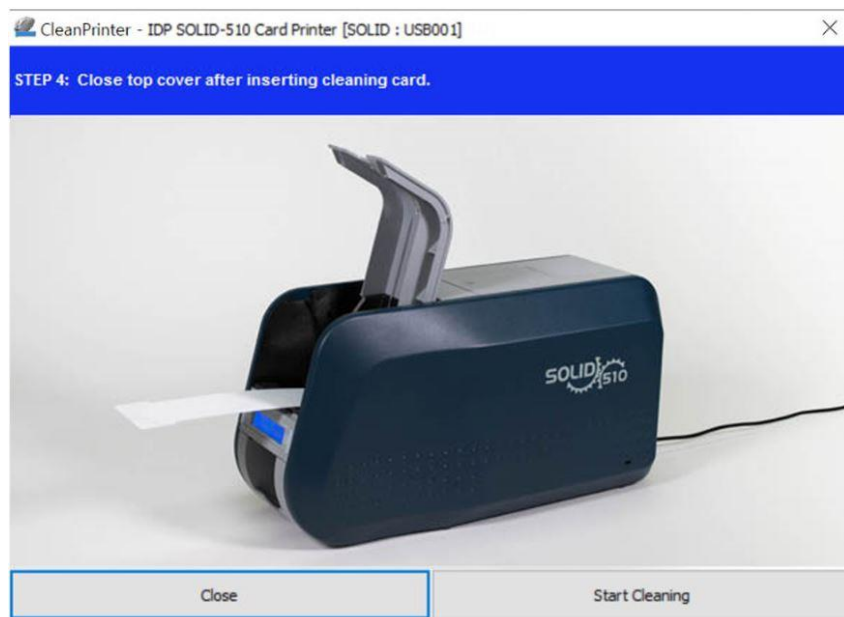 CleanPrinter - IDP SOLID-510 Card Printer [SOLID : USB001]
STEP 4: Close top cover after inserting cleaning card.
SOLID 510
Close
Start Cleaning